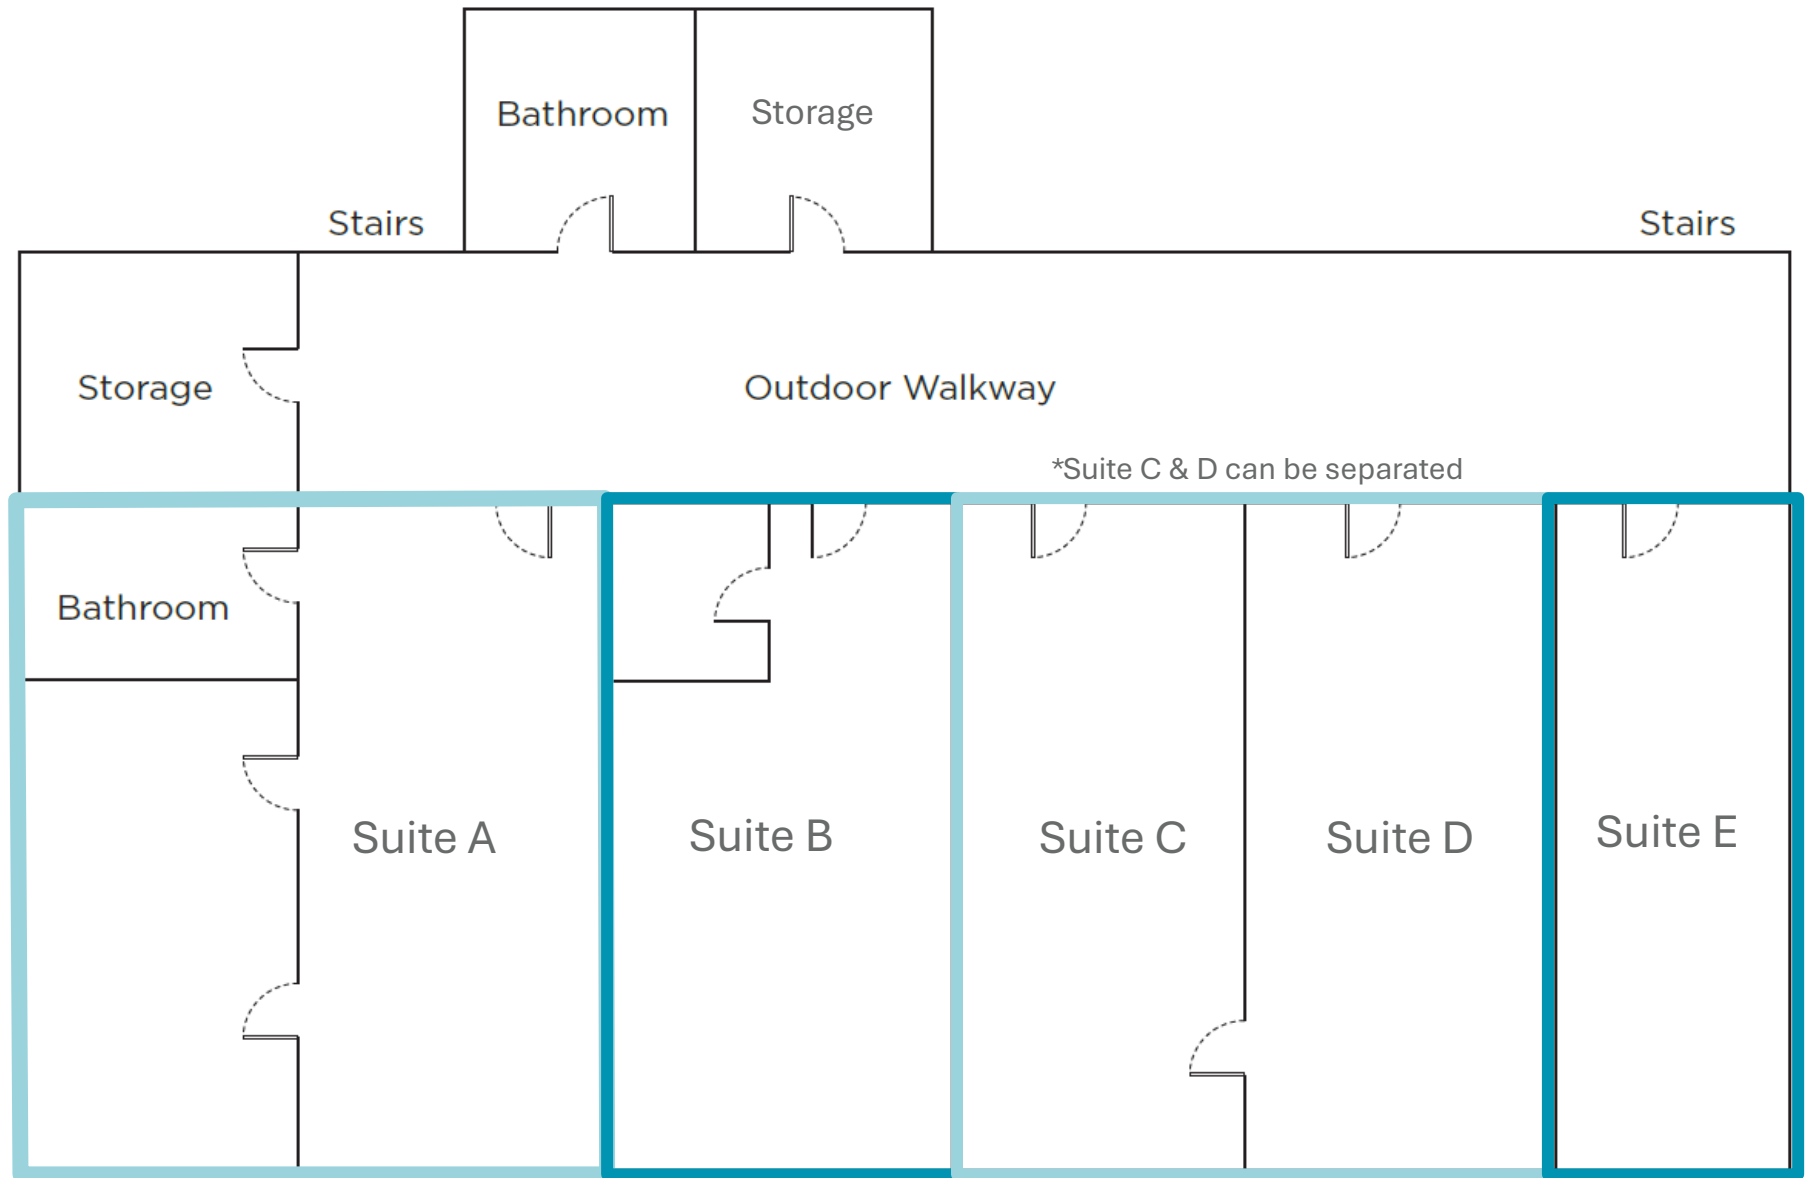 Bathroom
Storage
Stairs
Stairs
Storage
Outdoor Walkway
*Suite C & D can be separated
Bathroom
Suite A
Suite B
Suite C
Suite D
Suite E